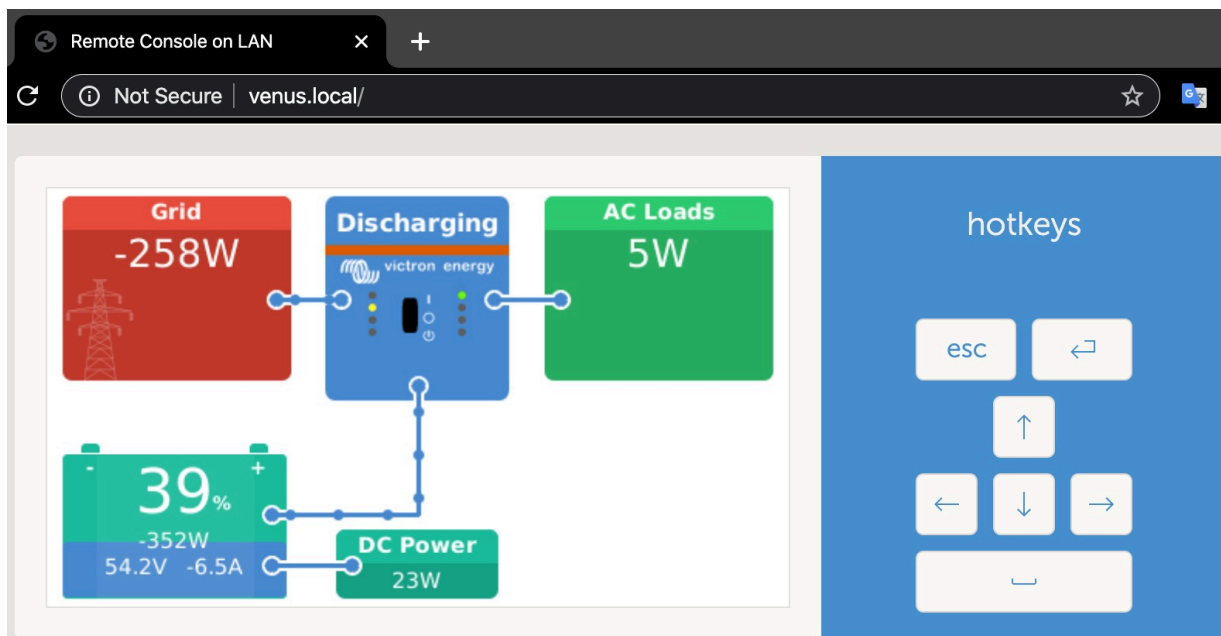 Remote Console on LAN
Not Secure venus.local/
Grid
-258W
Discharging
victron energy
AC Loads
5W
39%
-352W
54.2V -6.5A
- +
DC Power
23W
hotkeys
esc